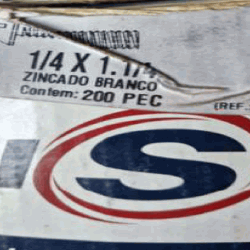 1/4 X 1.1/4
ZINCADO BRANCO
Contem: 200 PEC
(REF.
S